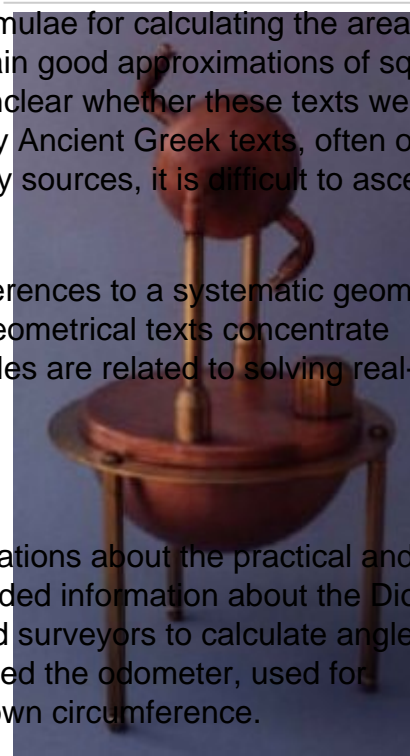 mulae for calculating the area
ain good approximations of sq
nclear whether these texts we
y Ancient Greek texts, often o
y sources, it is difficult to asce
erences to a systematic geom
eometrical texts concentrate
les are related to solving real-
ations about the practical and
ded information about the Dio
d surveyors to calculate angle
ed the odometer, used for
own circumference.